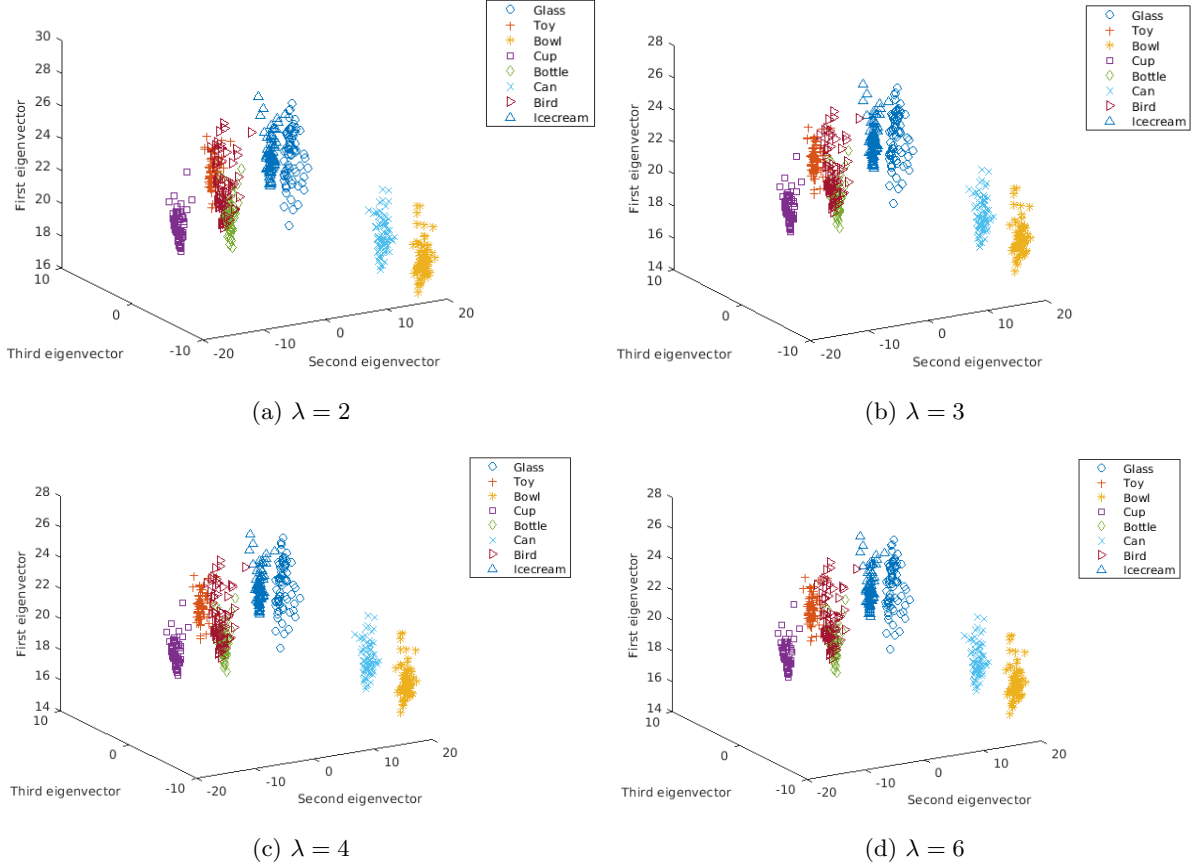 Glass
Toy
Bowl
Cup
Bottle
Can
Bird
Icecream
30
28
26
24
22
20
18
16
First eigenvector
10
0
-10
Third eigenvector
-20
-10
0
10
20
Second eigenvector
(a) λ = 2
Glass
Toy
Bowl
Cup
Bottle
Can
Bird
Icecream
28
26
24
22
20
18
16
14
First eigenvector
10
0
-10
Third eigenvector
-20
-10
0
10
20
Second eigenvector
(b) λ = 3
Glass
Toy
Bowl
Cup
Bottle
Can
Bird
Icecream
28
26
24
22
20
18
16
14
First eigenvector
10
0
-10
Third eigenvector
-20
-10
0
10
20
Second eigenvector
(c) λ = 4
Glass
Toy
Bowl
Cup
Bottle
Can
Bird
Icecream
28
26
24
22
20
18
16
14
First eigenvector
10
0
-10
Third eigenvector
-20
-10
0
10
20
Second eigenvector
(d) λ = 6